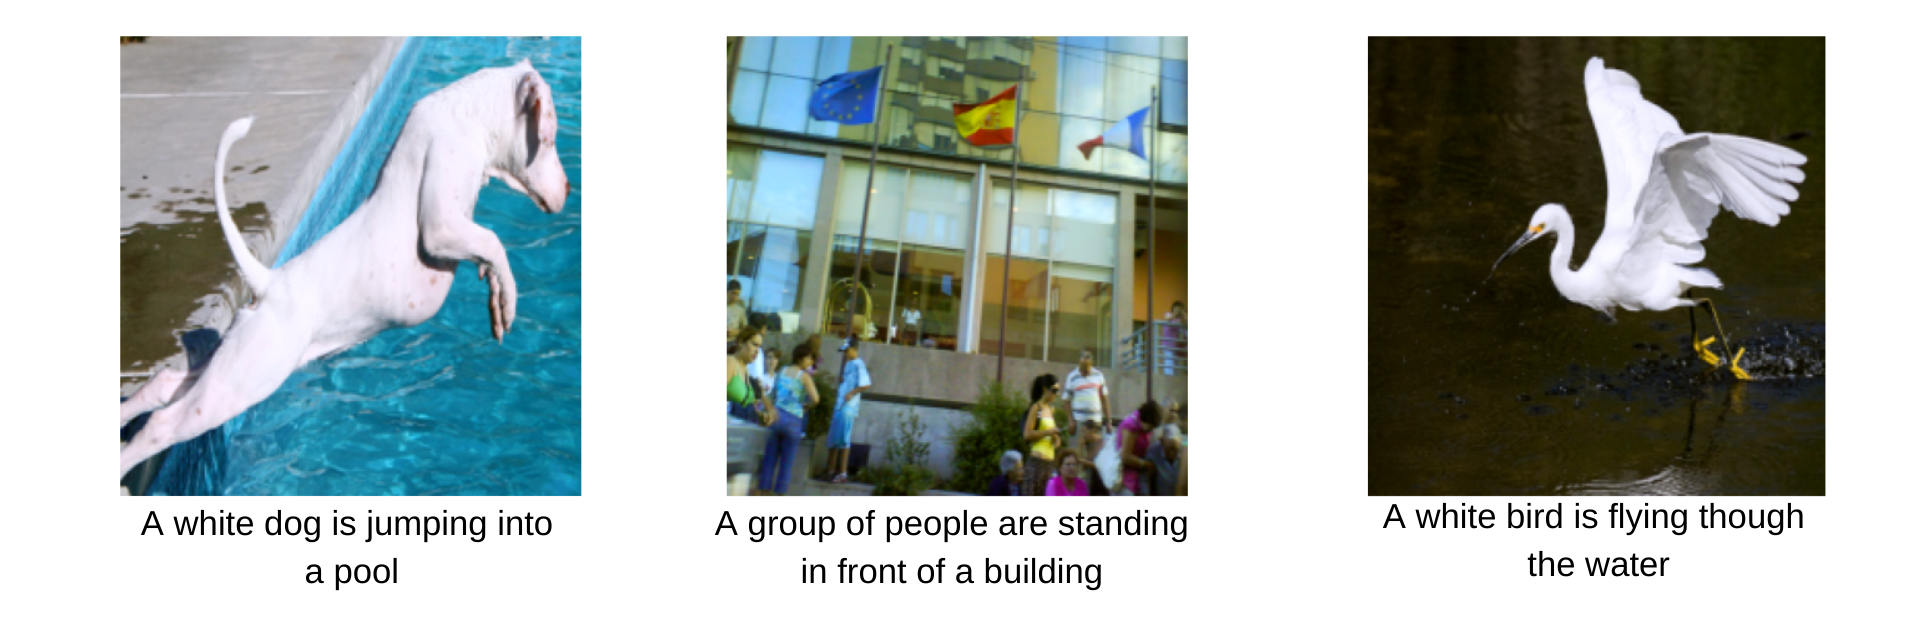 A white dog is jumping into
a pool
A group of people are standing
in front of a building
A white bird is flying though
the water